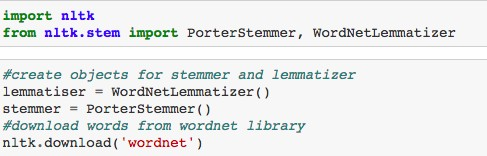 import nltk
from nltk.stem import PorterStemmer, WordNetLemmatizer
#create objects for stemmer and lemmatizer
lemmatiser = WordNetLemmatizer()
stemmer = PorterStemmer()
#download words from wordnet library
nltk.download('wordnet')